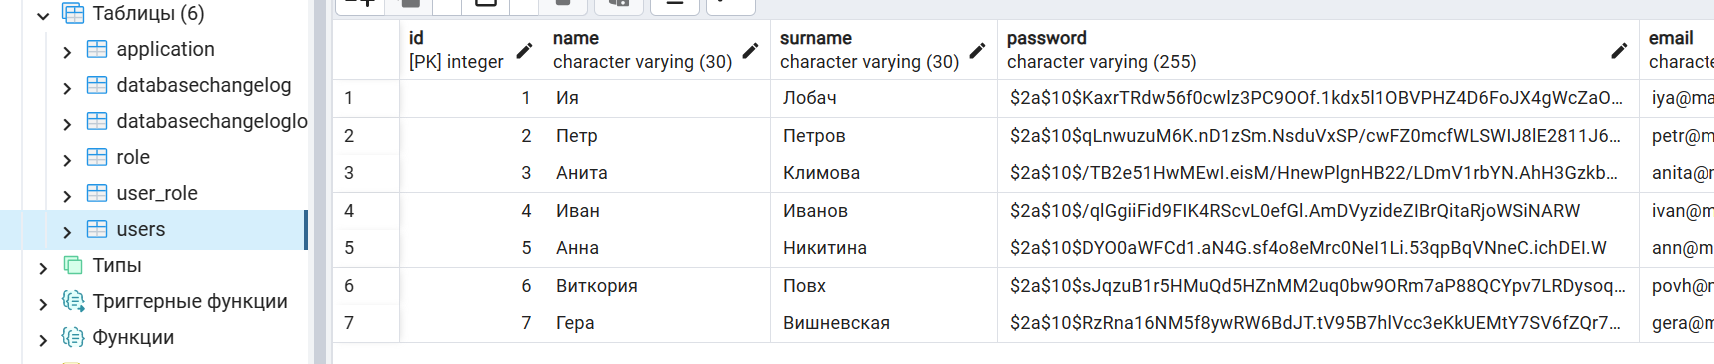 Таблицы (6)
application
databasechangelog
databasechangeloglo
role
user_role
users
Типы
Триггерные функции
Функции
id name surname password email
[PK] integer character varying (30) character varying (30) character varying (255) characte
1 1 Ия Лобач $2a$10$KaxrTRdw56f0cwlz3PC9OOf.1kdx5l1OBVPHZ4D6FoJX4gWcZaO… iya@ma
2 2 Петр Петров $2a$10$qLnwuzuM6K.nD1zSm.NsduVxSP/cwFZ0mcfWLSWIJ8lE2811J6… petr@m
3 3 Анита Климова $2a$10$/TB2e51HwMEwI.eisM/HnewPlgnHB22/LDmV1rbYN.AhH3Gzkb… anita@r
4 4 Иван Иванов $2a$10$/qlGgiiFid9FIK4RScvL0efGl.AmDVyzideZIBrQitaRjoWSiNARW ivan@m
5 5 Анна Никитина $2a$10$DYO0aWFCd1.aN4G.sf4o8eMrc0NeI1Li.53qpBqVNneC.ichDEI.W ann@m
6 6 Виткория Повх $2a$10$sJqzuB1r5HMuQd5HZnMM2uq0bw9ORm7aP88QCYpv7LRDysoq… povh@n
7 7 Гера Вишневская $2a$10$RzRna16NM5f8ywRW6BdJT.tV95B7hlVcc3eKkUEMtY7SV6fZQr7… gera@m